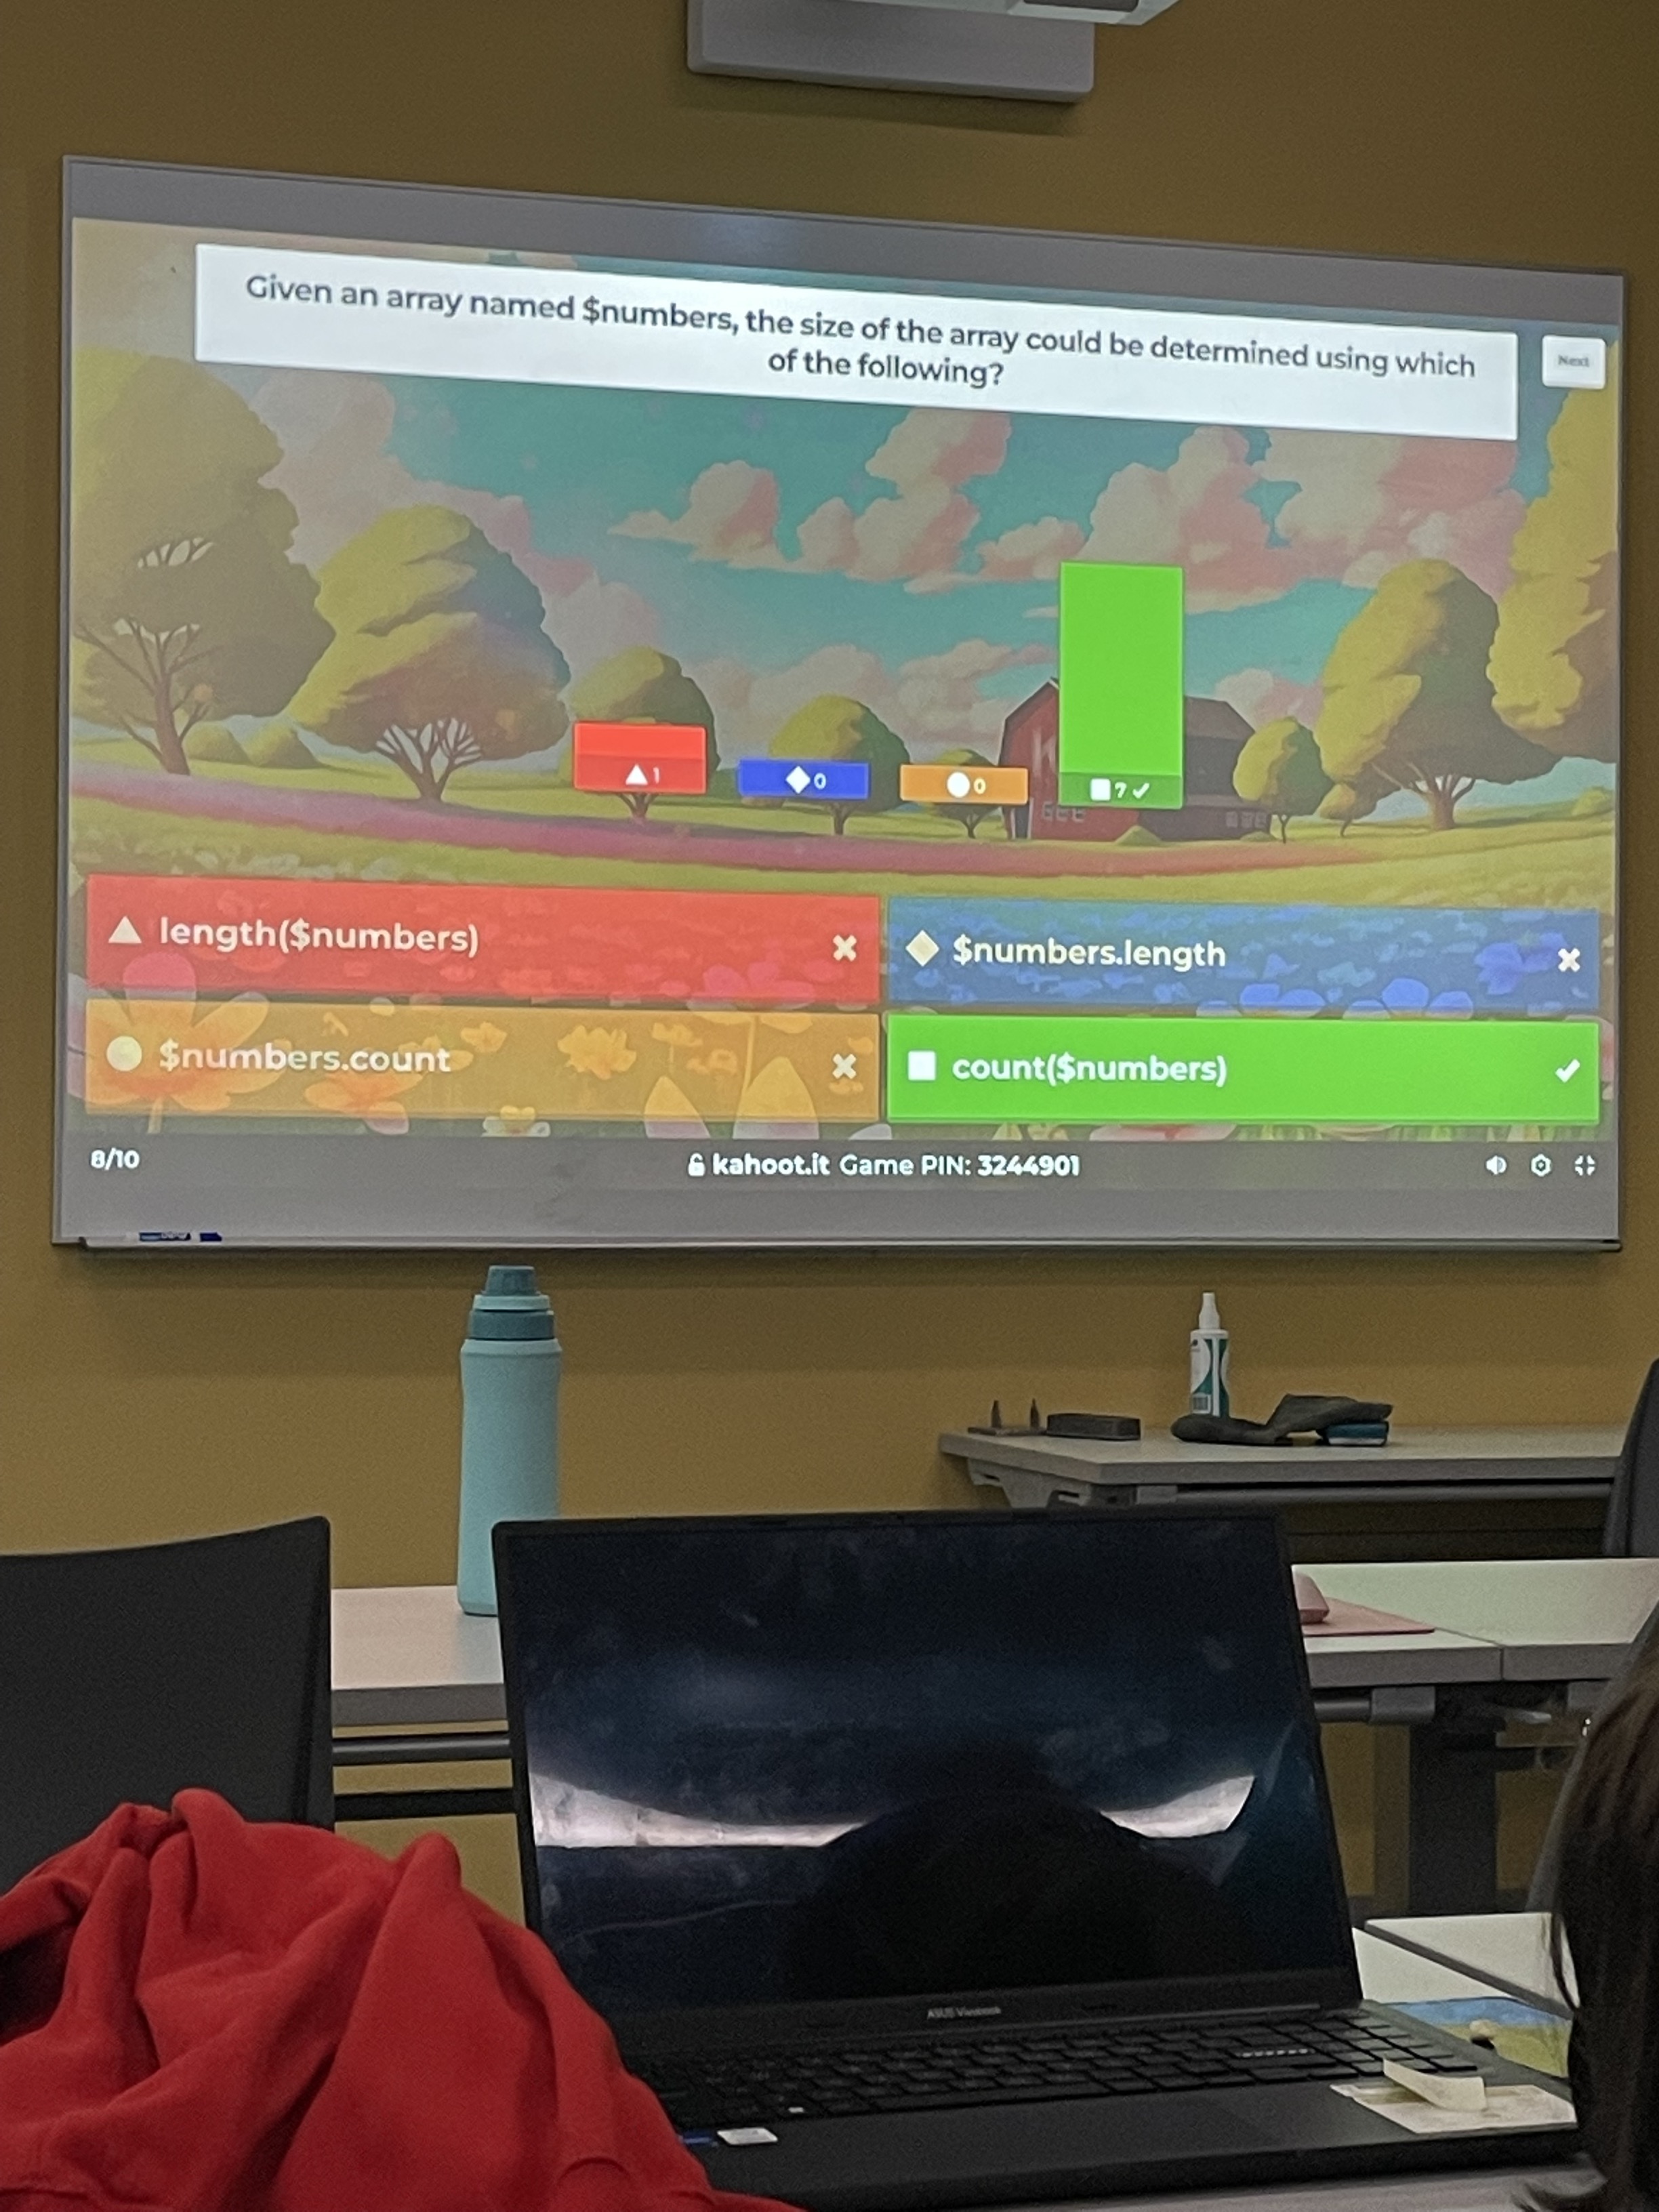 Given an array named $numbers, the size of the array could be determined using which
of the following?
Next
1
0
0
7
length($numbers)
$numbers.length
$numbers.count
count($numbers)
8/10
kahoot.it Game PIN: 3244901
ASUS Vivobook